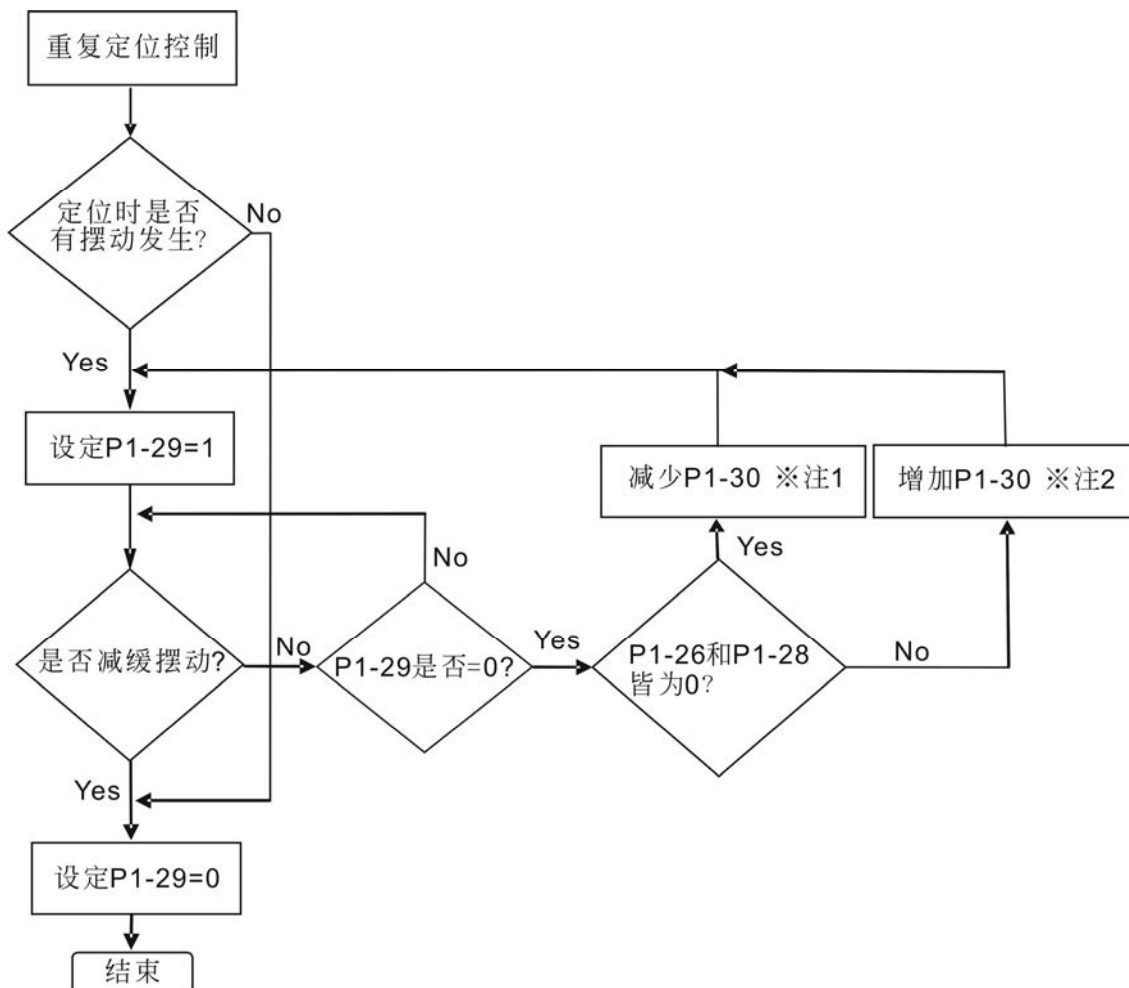 重复定位控制
定位时是否
有摆动发生?
No
Yes
设定P1-29=1
减少P1-30 ※注1
增加P1-30 ※注2
No
Yes
是否减缓摆动?
No
P1-29是否=0?
Yes
P1-26和P1-28
皆为0?
No
Yes
设定P1-29=0
结束